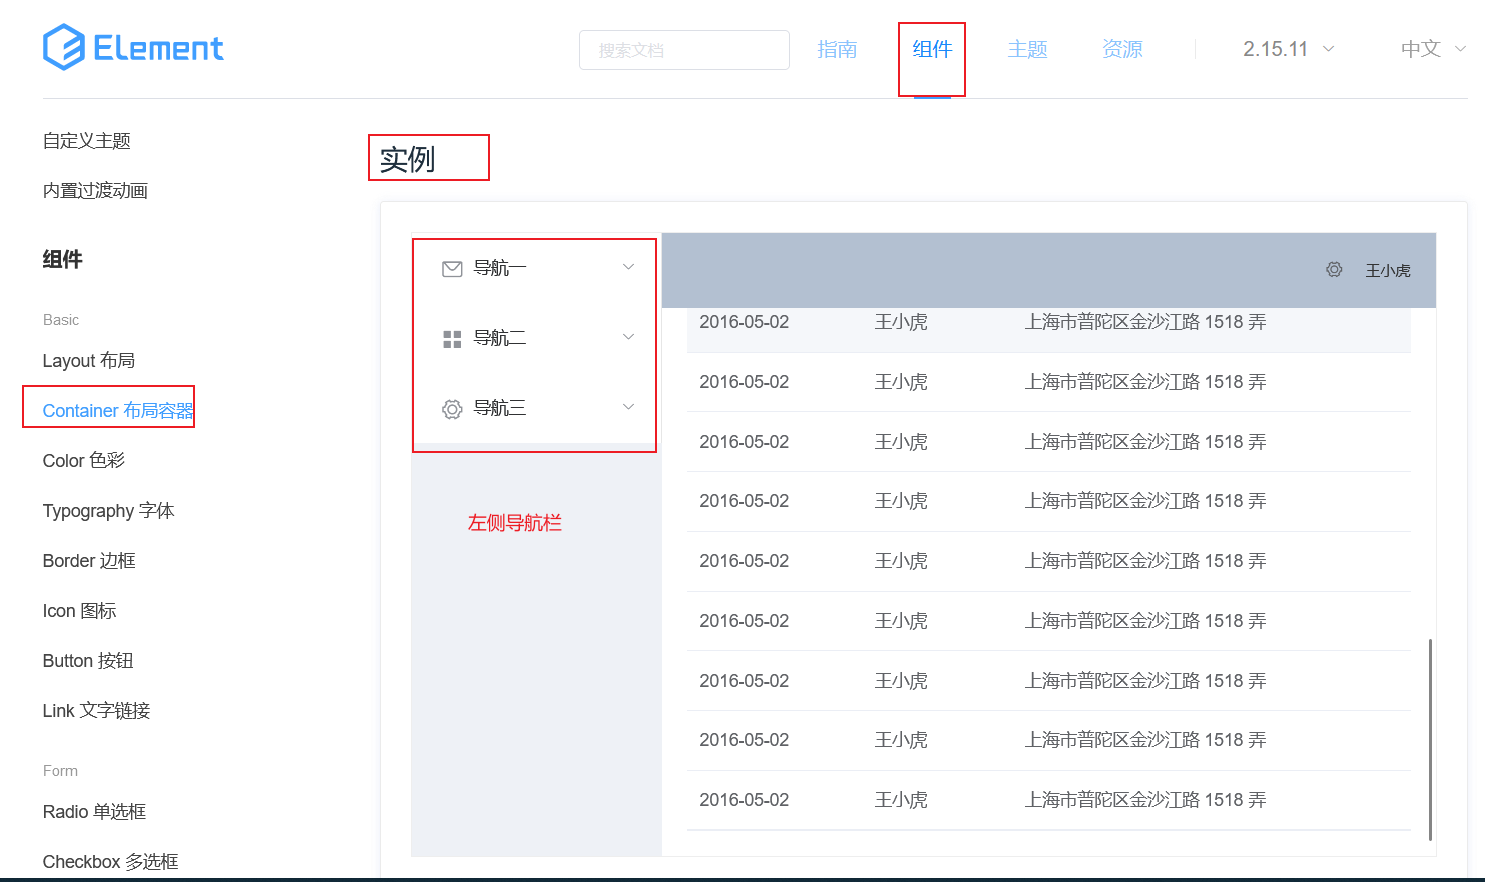 Element
搜索文档
指南
组件
主题
资源
2.15.11
中文
自定义主题
内置过渡动画
组件
Basic
Layout 布局
Container 布局容器
Color 色彩
Typography 字体
Border 边框
Icon 图标
Button 按钮
Link 文字链接
Form
Radio 单选框
Checkbox 多选框
实例
导航一
导航二
导航三
左侧导航栏
王小虎
2016-05-02 王小虎 上海市普陀区金沙江路 1518 弄
2016-05-02 王小虎 上海市普陀区金沙江路 1518 弄
2016-05-02 王小虎 上海市普陀区金沙江路 1518 弄
2016-05-02 王小虎 上海市普陀区金沙江路 1518 弄
2016-05-02 王小虎 上海市普陀区金沙江路 1518 弄
2016-05-02 王小虎 上海市普陀区金沙江路 1518 弄
2016-05-02 王小虎 上海市普陀区金沙江路 1518 弄
2016-05-02 王小虎 上海市普陀区金沙江路 1518 弄
2016-05-02 王小虎 上海市普陀区金沙江路 1518 弄